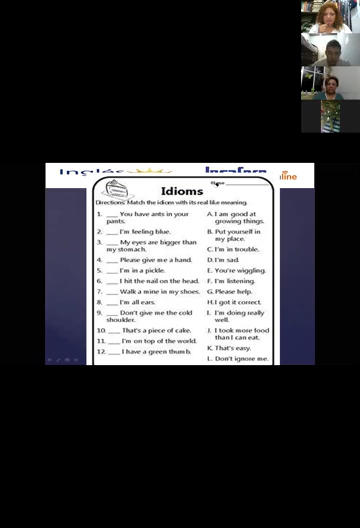 Idioms
Directions: Match the idiom with its real like meaning.
1. ___ You have ants in your
pants.
2. ___ I'm feeling blue.
3. ___ My eyes are bigger than
my stomach.
4. ___ Please give me a hand.
5. ___ I'm in a pickle.
6. ___ I hit the nail on the head.
7. ___ Walk a mine in my shoes.
8. ___ I'm all ears.
9. ___ Don't give me the cold
shoulder.
10. ___ That's a piece of cake.
11. ___ I'm on top of the world.
12. ___ I have a green thumb.
A. I am good at
growing things.
B. Put yourself in
my place.
C. I'm in trouble.
D. I'm sad.
E. You're wiggling.
F. I'm listening.
G. Please help.
H. I got it correct.
I. I'm doing really
well.
J. I took more food
than I can eat.
K. That's easy.
L. Don't ignore me.